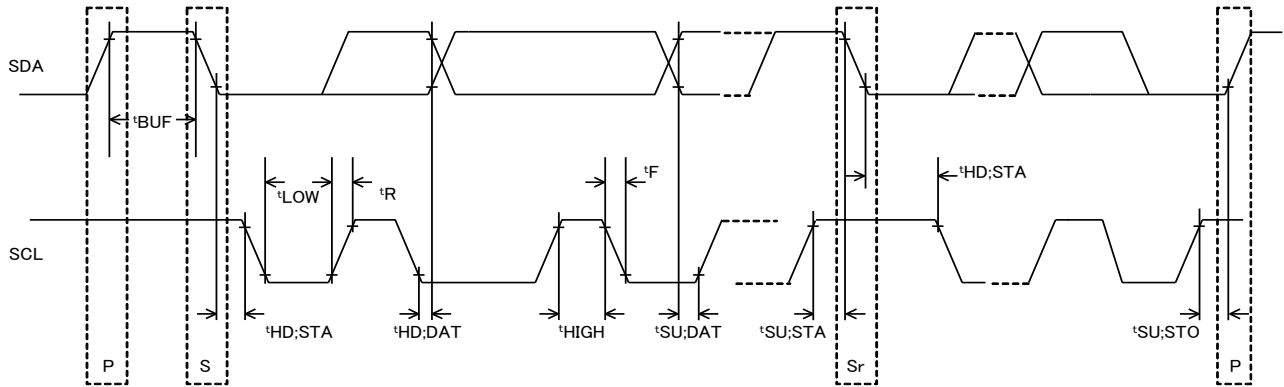 SDA
tBUF
tLOW
tR
tF
tHD;STA
SCL
tHD;STA
tHD;DAT
tHIGH
tSU;DAT
tSU;STA
tSU;STO
P
S
Sr
P